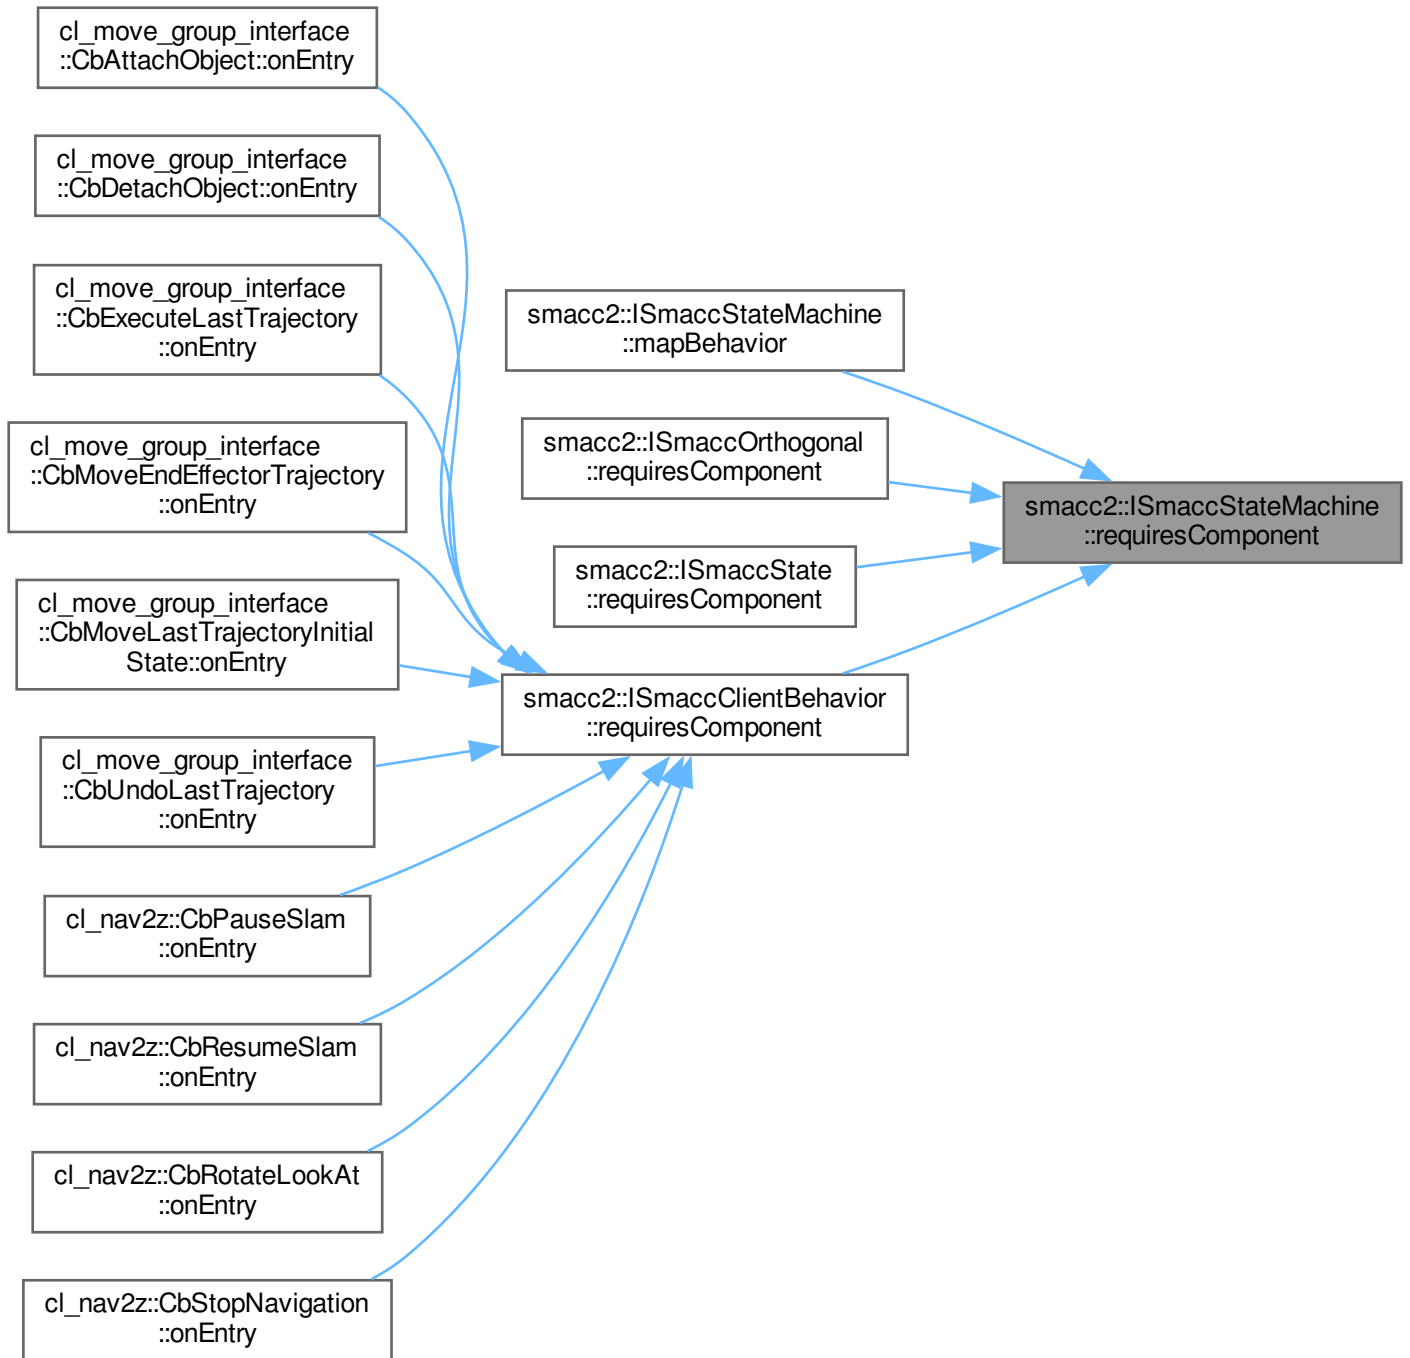 cl_move_group_interface
::CbAttachObject::onEntry
cl_move_group_interface
::CbDetachObject::onEntry
cl_move_group_interface
::CbExecuteLastTrajectory
::onEntry
cl_move_group_interface
::CbMoveEndEffectorTrajectory
::onEntry
cl_move_group_interface
::CbMoveLastTrajectoryInitial
State::onEntry
cl_move_group_interface
::CbUndoLastTrajectory
::onEntry
cl_nav2z::CbPauseSlam
::onEntry
cl_nav2z::CbResumeSlam
::onEntry
cl_nav2z::CbRotateLookAt
::onEntry
cl_nav2z::CbStopNavigation
::onEntry
smacc2::ISmaccStateMachine
::mapBehavior
smacc2::ISmaccOrthogonal
::requiresComponent
smacc2::ISmaccState
::requiresComponent
smacc2::ISmaccClientBehavior
::requiresComponent
smacc2::ISmaccStateMachine
::requiresComponent